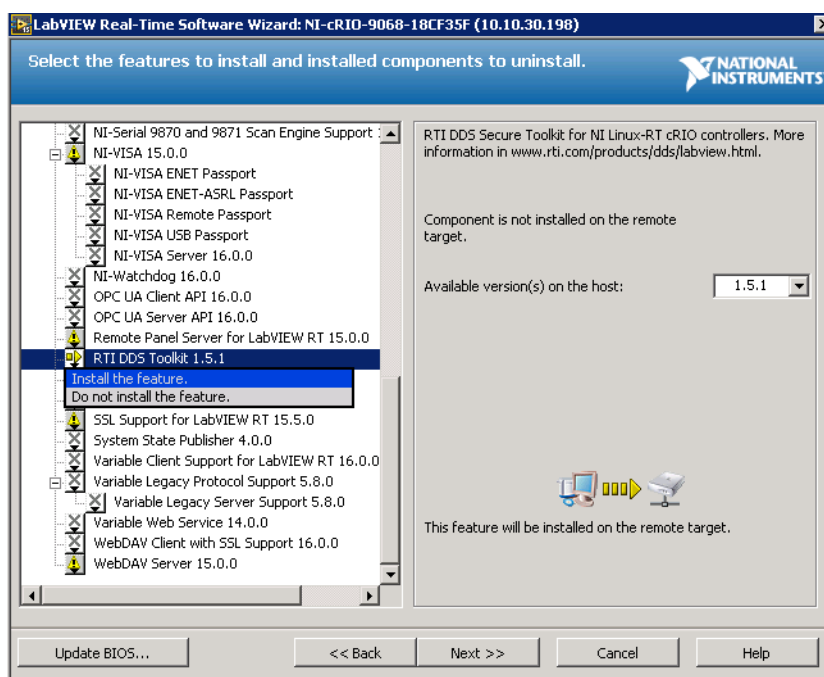 LabVIEW Real-Time Software Wizard: NI-cRIO-9068-18CF35F (10.10.30.198)
Select the features to install and installed components to uninstall.
NATIONAL
INSTRUMENTS
NI-Serial 9870 and 9871 Scan Engine Support
NI-VISA 15.0.0
NI-VISA ENET Passport
NI-VISA ENET-ASRL Passport
NI-VISA Remote Passport
NI-VISA USB Passport
NI-VISA Server 16.0.0
NI-Watchdog 16.0.0
OPC UA Client API 16.0.0
OPC UA Server API 16.0.0
Remote Panel Server for LabVIEW RT 15.0.0
RTI DDS Toolkit 1.5.1
Install the feature.
Do not install the feature.
SSL Support for LabVIEW RT 15.5.0
System State Publisher 4.0.0
Variable Client Support for LabVIEW RT 16.0.0
Variable Legacy Protocol Support 5.8.0
Variable Legacy Server Support 5.8.0
Variable Web Service 14.0.0
WebDAV Client with SSL Support 16.0.0
WebDAV Server 15.0.0
RTI DDS Secure Toolkit for NI Linux-RT cRIO controllers. More
information in www.rti.com/products/dds/labview.html.
Component is not installed on the remote
target.
Available version(s) on the host:
1.5.1
This feature will be installed on the remote target.
Update BIOS...
<< Back
Next >>
Cancel
Help